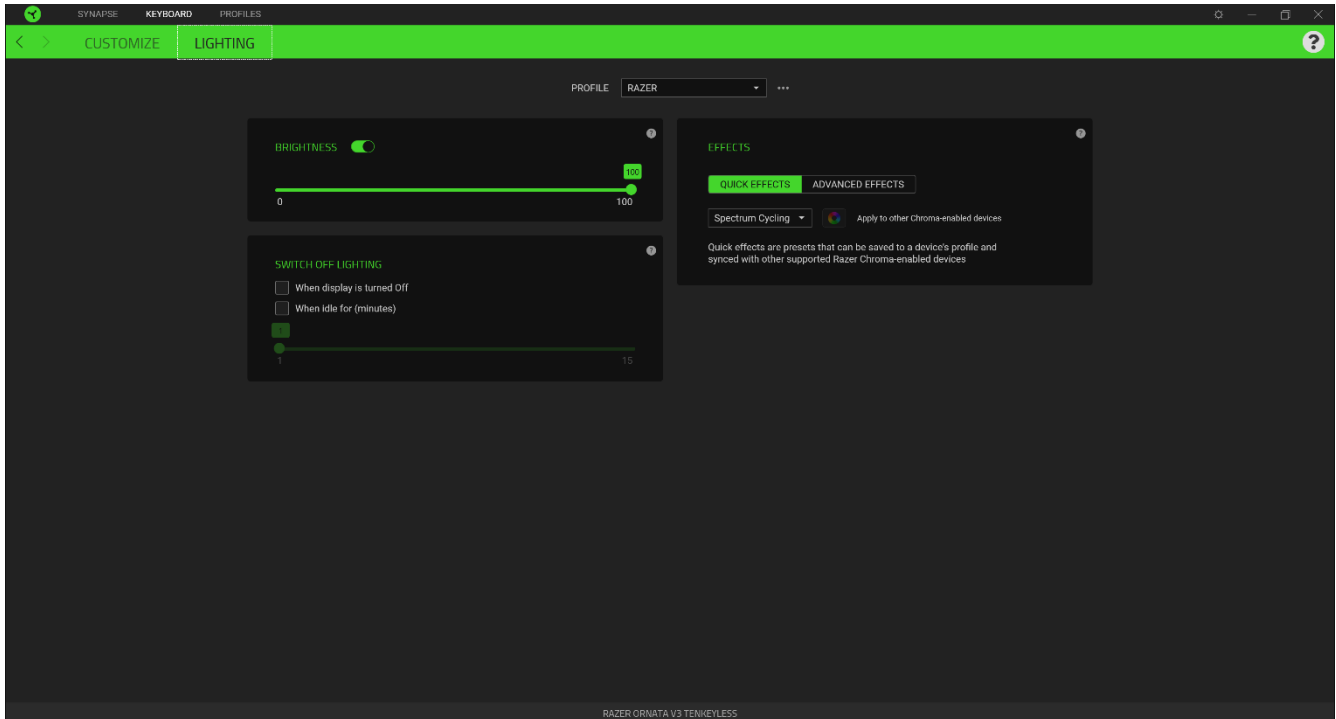 SYNAPSE KEYBOARD PROFILES
CUSTOMIZE LIGHTING ?
PROFILE RAZER
BRIGHTNESS ?
100
0 100
SWITCH OFF LIGHTING ?
When display is turned Off
When idle for (minutes)
1
1 15
EFFECTS ?
QUICK EFFECTS ADVANCED EFFECTS
Spectrum Cycling Apply to other Chroma-enabled devices
Quick effects are presets that can be saved to a device's profile and
synced with other supported Razer Chroma-enabled devices
RAZER ORNATA V3 TENKEYLESS